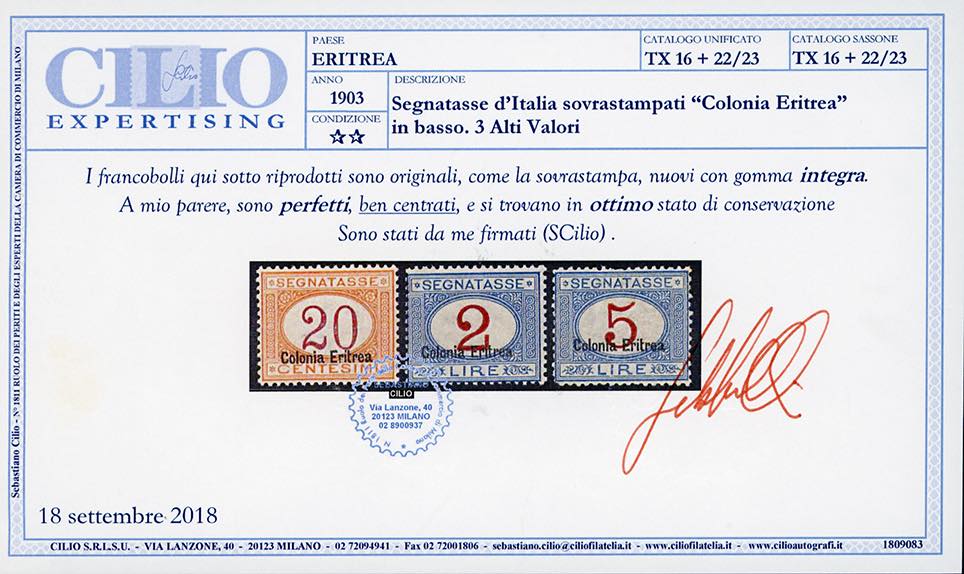 CILIO
EXPERTISING
PAESE
ERITREA
CATALOGO UNIFICATO
TX 16 + 22/23
CATALOGO SASSONE
TX 16 + 22/23
ANNO
1903
CONDIZIONE
☆☆
DESCRIZIONE
Segnatasse d’Italia sovrastampati “Colonia Eritrea”
in basso. 3 Alti Valori
I francobolli qui sotto riprodotti sono originali, come la sovrastampa, nuovi con gomma integra.
A mio parere, sono perfetti, ben centrati, e si trovano in ottimo stato di conservazione
Sono stati da me firmati (SCilio) .
SEGNATASSE
20
Colonia Eritrea
CENTESIMI
SEGNATASSE
2
Colonia Eritrea
LIRE
SEGNATASSE
5
Colonia Eritrea
LIRE
SEBASTIANO
CILIO
Via Lanzone, 40
20123 MILANO
02 8900937
18 settembre 2018
Sebastiano Cilio - N° 1811 RUOLO DEI PERITI E DEGLI ESPERTI DELLA CAMERA DI COMMERCIO DI MILANO
CILIO S.R.L.S.U. - VIA LANZONE, 40 - 20123 MILANO - 02 72094941 - Fax 02 72001806 - sebastiano.cilio@ciliofilatelia.it - www.ciliofilatelia.it - www.cilioautografi.it
1809083